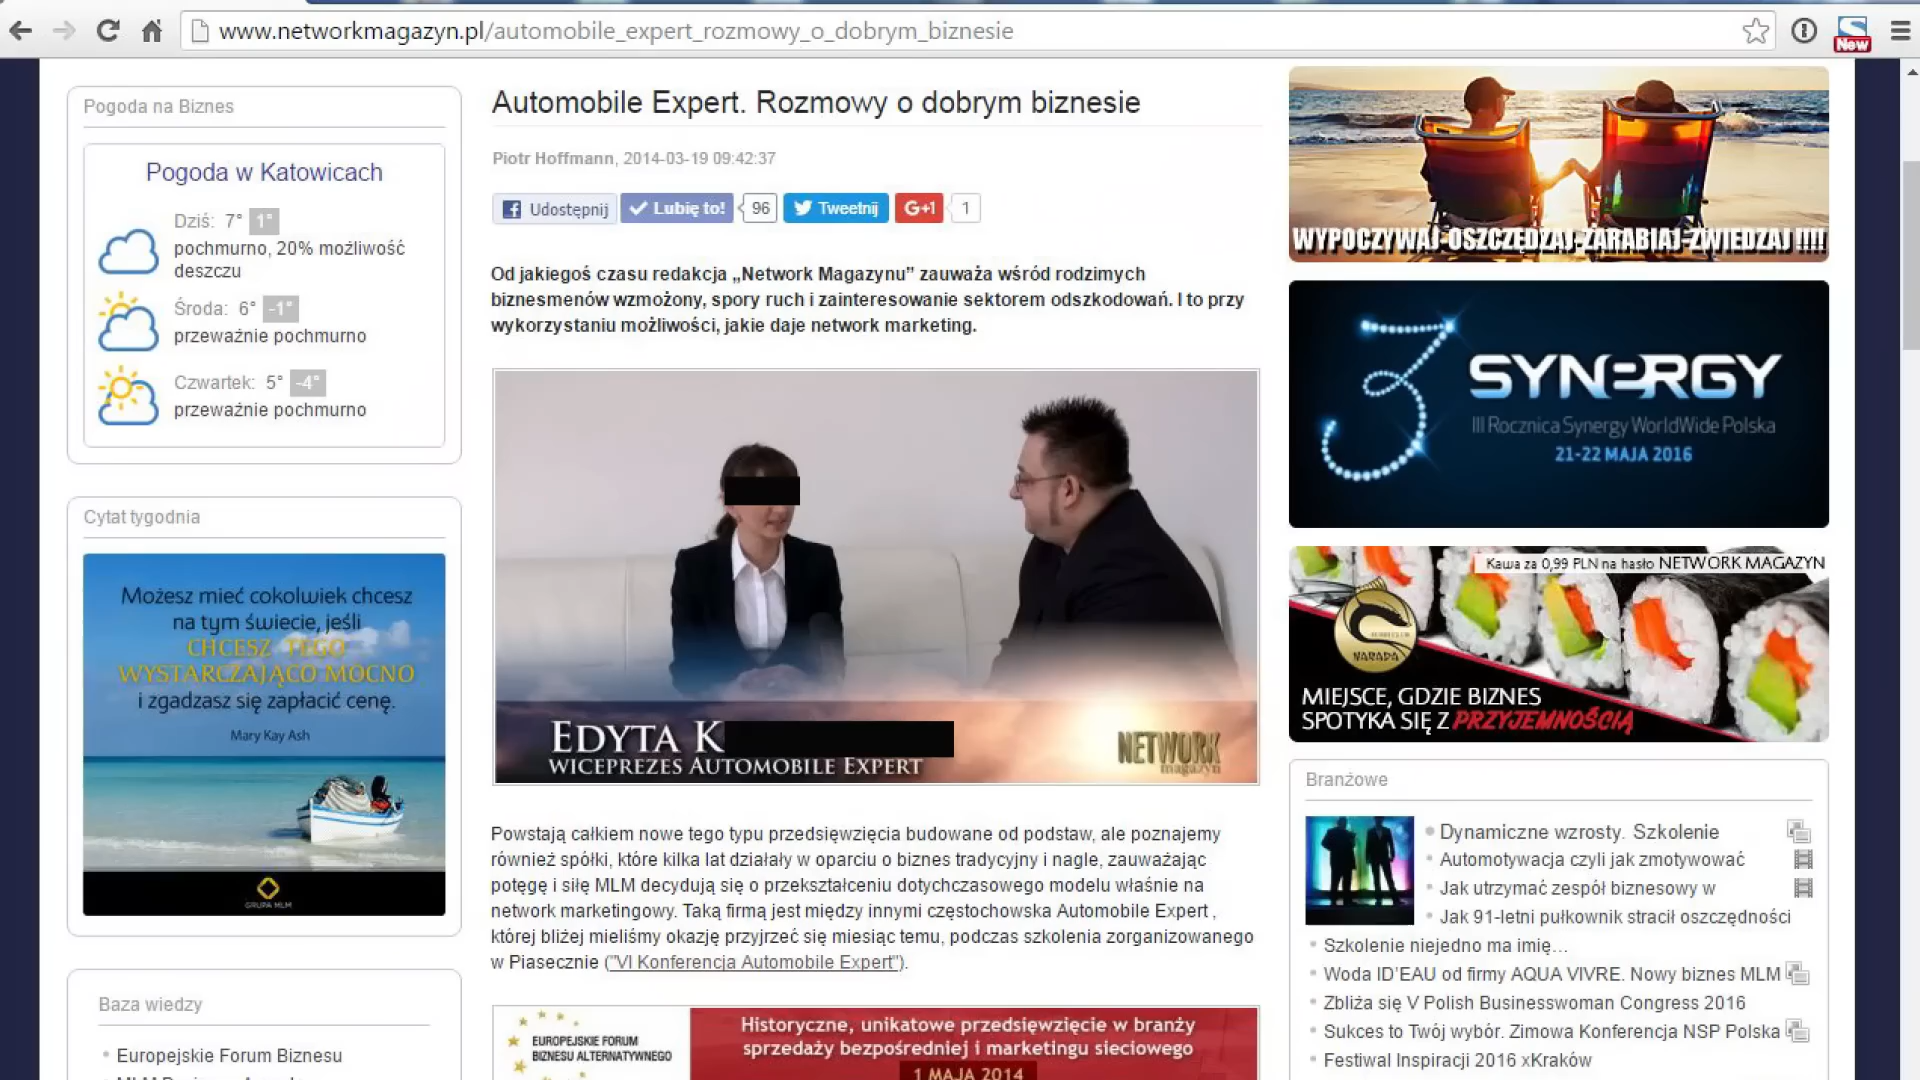 www.networkmagazyn.pl/automobile_expert_rozmowy_o_dobrym_biznesie
New
Pogoda na Biznes
Pogoda w Katowicach
Dziś: 7° 1°
pochmurno, 20% możliwość
deszczu
Środa: 6° -1°
przeważnie pochmurno
Czwartek: 5° -4°
przeważnie pochmurno
Cytat tygodnia
Możesz mieć cokolwiek chcesz
na tym świecie, jeśli
CHCESZ TEGO
WYSTARCZAJĄCO MOCNO
i zgadzasz się zapłacić cenę.
Mary Kay Ash
GRUPA MLM
Baza wiedzy
Europejskie Forum Biznesu
Automobile Expert. Rozmowy o dobrym biznesie
Piotr Hoffmann, 2014-03-19 09:42:37
Udostępnij
Lubię to! 96
Tweetnij
G+1 1
Od jakiegoś czasu redakcja „Network Magazynu” zauważa wśród rodzimych
biznesmenów wzmożony, spory ruch i zainteresowanie sektorem odszkodowań. I to przy
wykorzystaniu możliwości, jakie daje network marketing.
EDYTA K
WICEPREZES AUTOMOBILE EXPERT
NETWORK
magazyn
Powstają całkiem nowe tego typu przedsięwzięcia budowane od podstaw, ale poznajemy
również spółki, które kilka lat działały w oparciu o biznes tradycyjny i nagle, zauważając
potęgę i siłę MLM decydują się o przekształceniu dotychczasowego modelu właśnie na
network marketingowy. Taką firmą jest między innymi częstochowska Automobile Expert ,
której bliżej mieliśmy okazję przyjrzeć się miesiąc temu, podczas szkolenia zorganizowanego
w Piasecznie ("VI Konferencja Automobile Expert").
EUROPEJSKIE FORUM
BIZNESU ALTERNATYWNEGO
Historyczne, unikatowe przedsięwzięcie w branży
sprzedaży bezpośredniej i marketingu sieciowego
1 MAJA 2014
WYPOCZYWAJ-OSZCZĘDZAJ-ZARABIAJ-ZWIEDZAJ !!!!
3
SYNERGY
III Rocznica Synergy WorldWide Polska
21-22 MAJA 2016
Kawa za 0,99 PLN na hasło NETWORK MAGAZYN
NARADA
MIEJSCE, GDZIE BIZNES
SPOTYKA SIĘ Z PRZYJEMNOŚCIĄ
Branżowe
Dynamiczne wzrosty. Szkolenie
Automotywacja czyli jak zmotywować
Jak utrzymać zespół biznesowy w
Jak 91-letni pułkownik stracił oszczędności
Szkolenie niejedno ma imię…
Woda ID’EAU od firmy AQUA VIVRE. Nowy biznes MLM
Zbliża się V Polish Businesswoman Congress 2016
Sukces to Twój wybór. Zimowa Konferencja NSP Polska
Festiwal Inspiracji 2016 xKraków